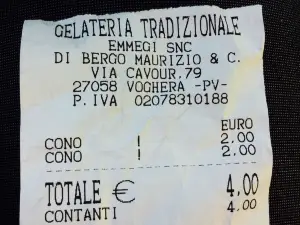 GELATERIA TRADIZIONALE
EMMEGI SNC
DI BERGO MAURIZIO & C.
VIA CAVOUR,79
27058 VOGHERA -PV-
P.IVA 02078310188
EURO
CONO ! 2.00
CONO ! 2.00
TOTALE € 4,00
CONTANTI 4.00